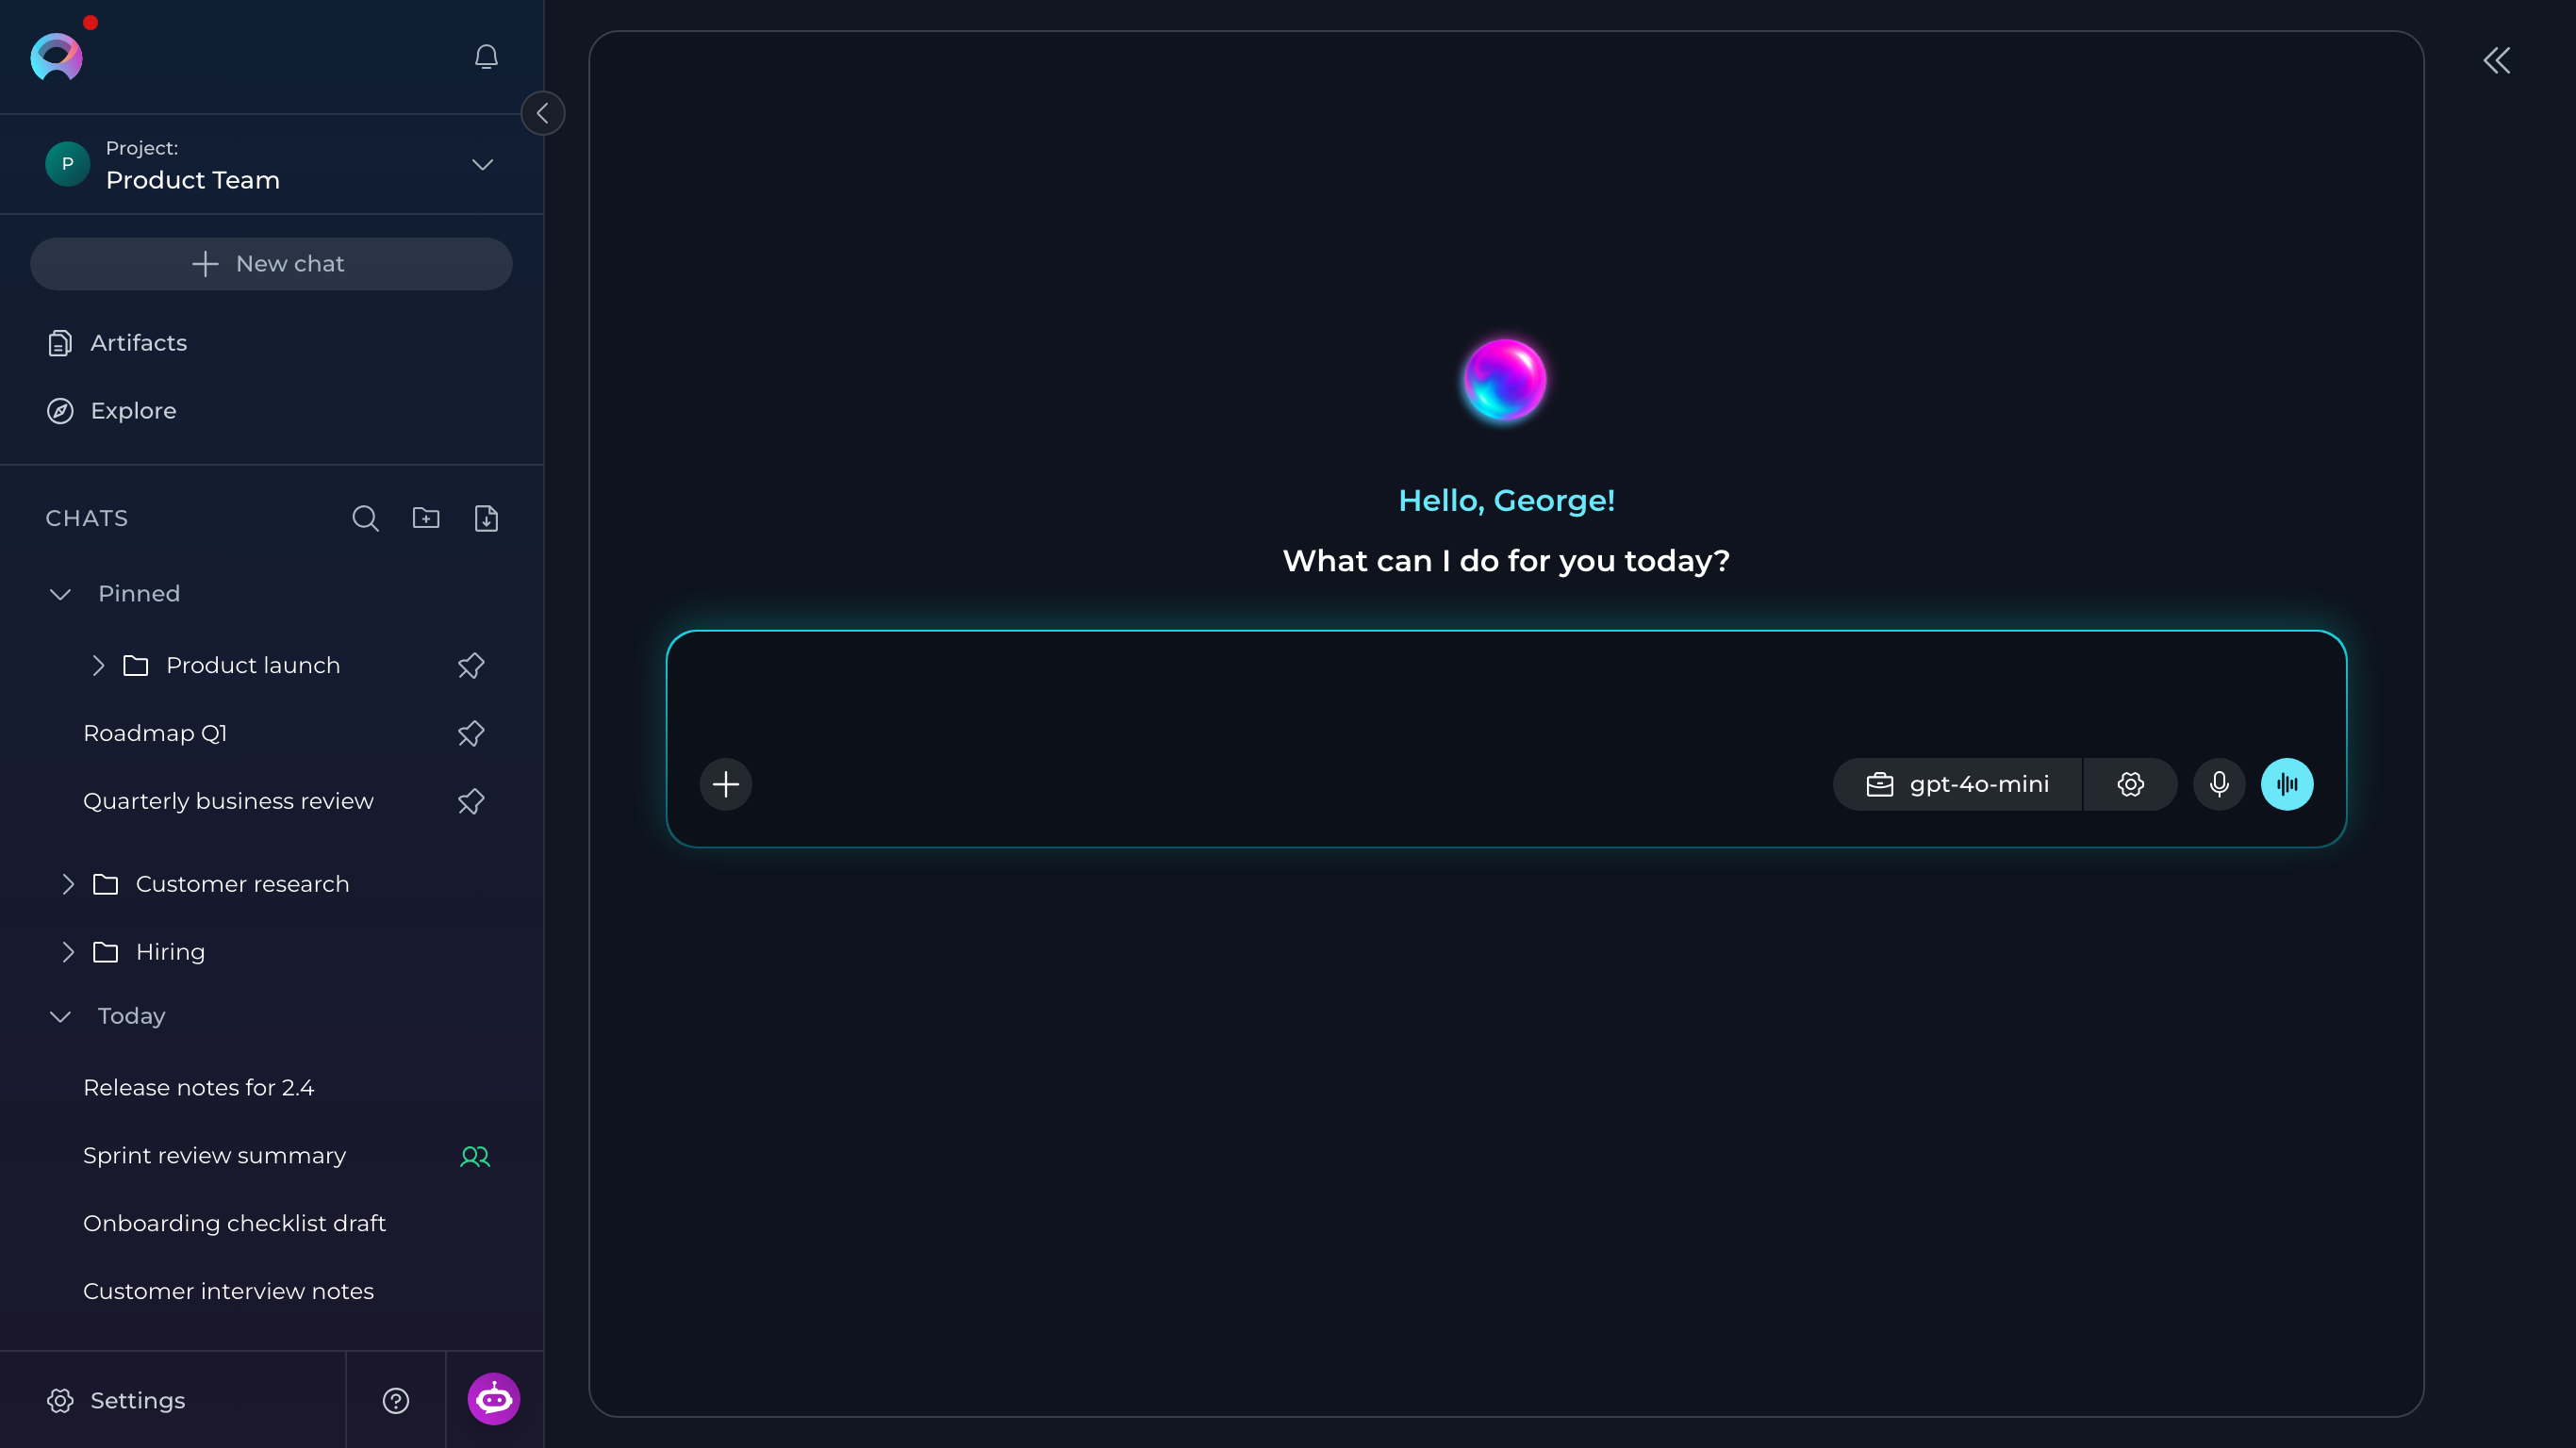 P
Project:
Product Team
New chat
Artifacts
Explore
CHATS
Pinned
Product launch
Roadmap Q1
Quarterly business review
Customer research
Hiring
Today
Release notes for 2.4
Sprint review summary
Onboarding checklist draft
Customer interview notes
Settings
Hello, George!
What can I do for you today?
gpt-4o-mini